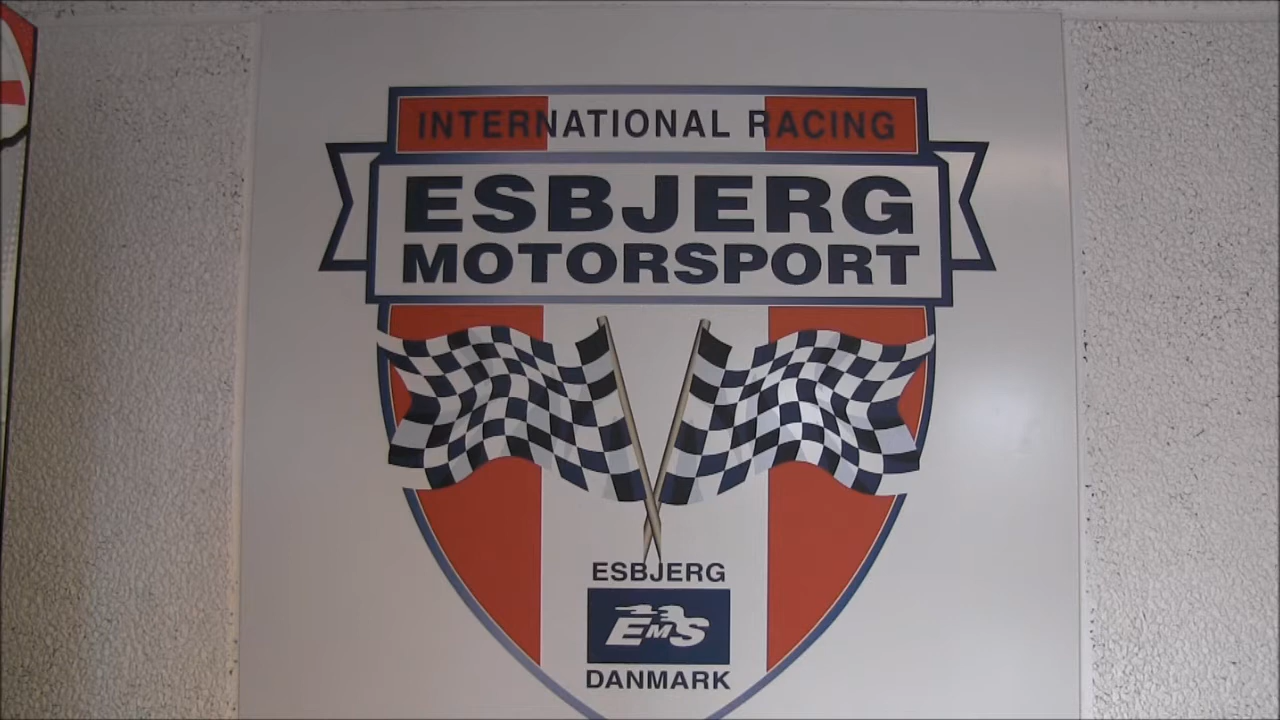 INTERNATIONAL RACING
ESBJERG
MOTORSPORT
ESBJERG
EMS
DANMARK